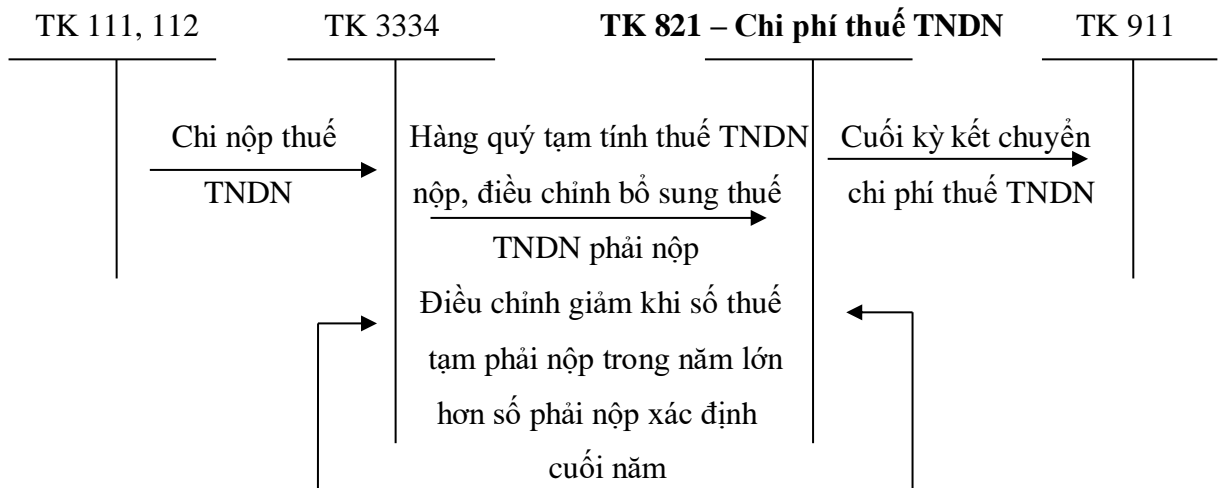 TK 111, 112 TK 3334 TK 821 – Chi phí thuế TNDN TK 911
Chi nộp thuế
TNDN
Hàng quý tạm tính thuế TNDN
nộp, điều chỉnh bổ sung thuế
TNDN phải nộp
Cuối kỳ kết chuyển
chi phí thuế TNDN
Điều chỉnh giảm khi số thuế
tạm phải nộp trong năm lớn
hơn số phải nộp xác định
cuối năm